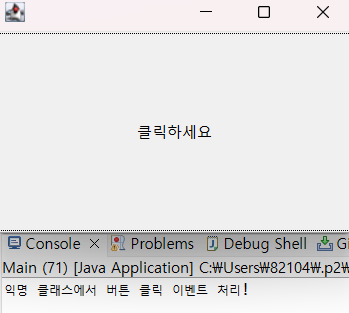 클릭하세요
Console Problems Debug Shell Gi
Main (71) [Java Application] C:₩Users₩82104₩.p2₩
익명 클래스에서 버튼 클릭 이벤트 처리!